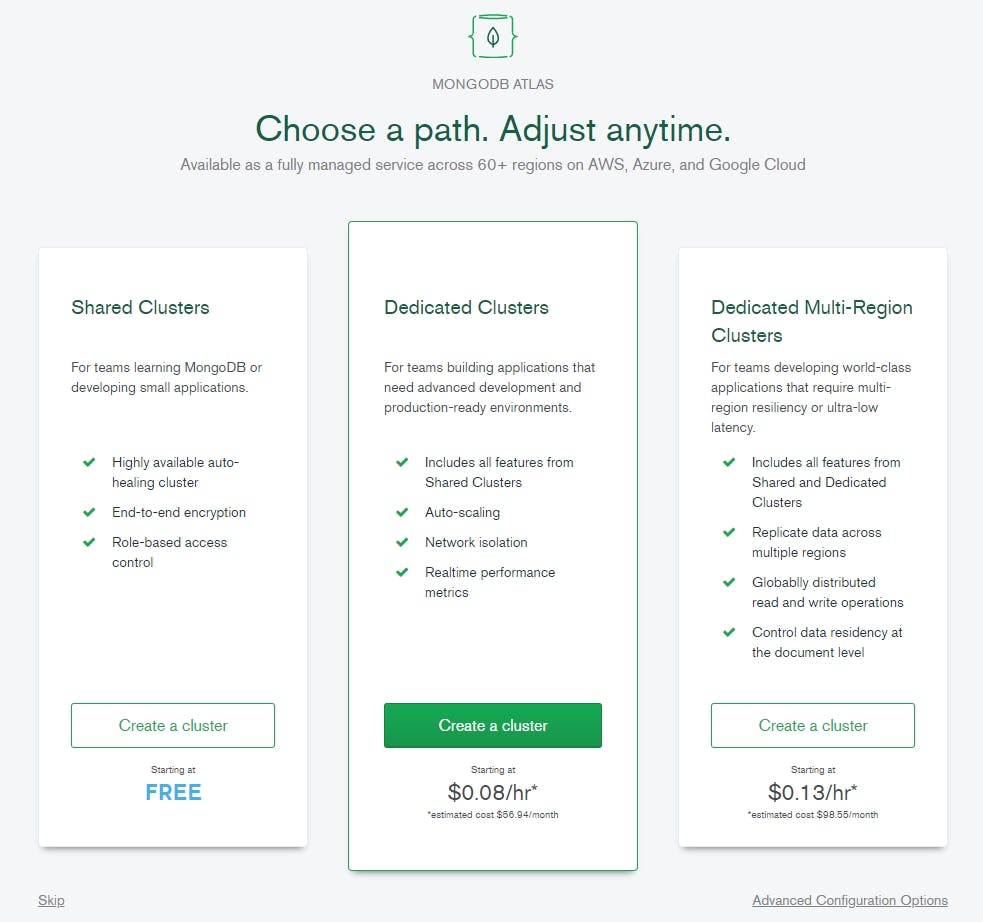 MONGODB ATLAS
Choose a path. Adjust anytime.
Available as a fully managed service across 60+ regions on AWS, Azure, and Google Cloud
Shared Clusters
For teams learning MongoDB or
developing small applications.
Highly available auto-
healing cluster
End-to-end encryption
Role-based access
control
Create a cluster
Starting at
FREE
Dedicated Clusters
For teams building applications that
need advanced development and
production-ready environments.
Includes all features from
Shared Clusters
Auto-scaling
Network isolation
Realtime performance
metrics
Create a cluster
Starting at
$0.08/hr*
*estimated cost $56.94/month
Dedicated Multi-Region
Clusters
For teams developing world-class
applications that require multi-
region resiliency or ultra-low
latency.
Includes all features from
Shared and Dedicated
Clusters
Replicate data across
multiple regions
Globablly distributed
read and write operations
Control data residency at
the document level
Create a cluster
Starting at
$0.13/hr*
*estimated cost $98.55/month
Skip
Advanced Configuration Options